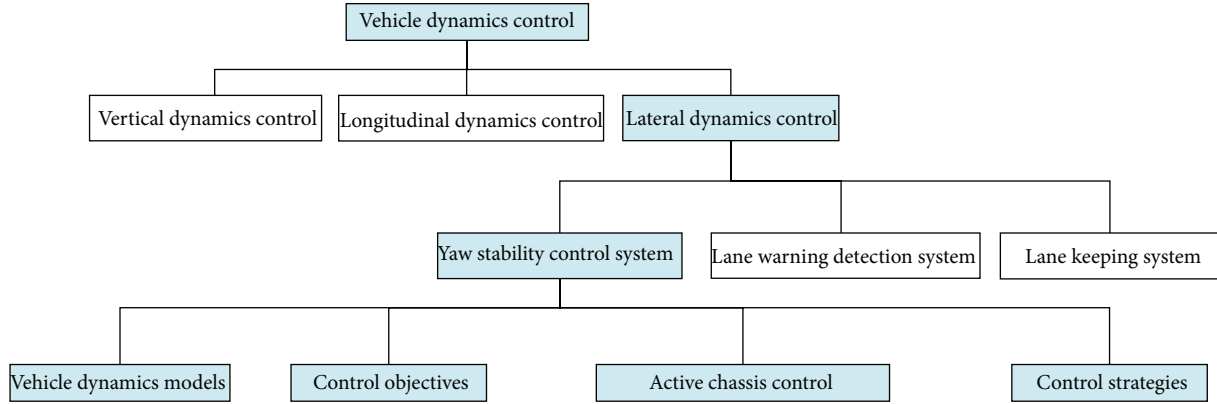 Vehicle dynamics control
Vertical dynamics control
Longitudinal dynamics control
Lateral dynamics control
Yaw stability control system
Lane warning detection system
Lane keeping system
Vehicle dynamics models
Control objectives
Active chassis control
Control strategies